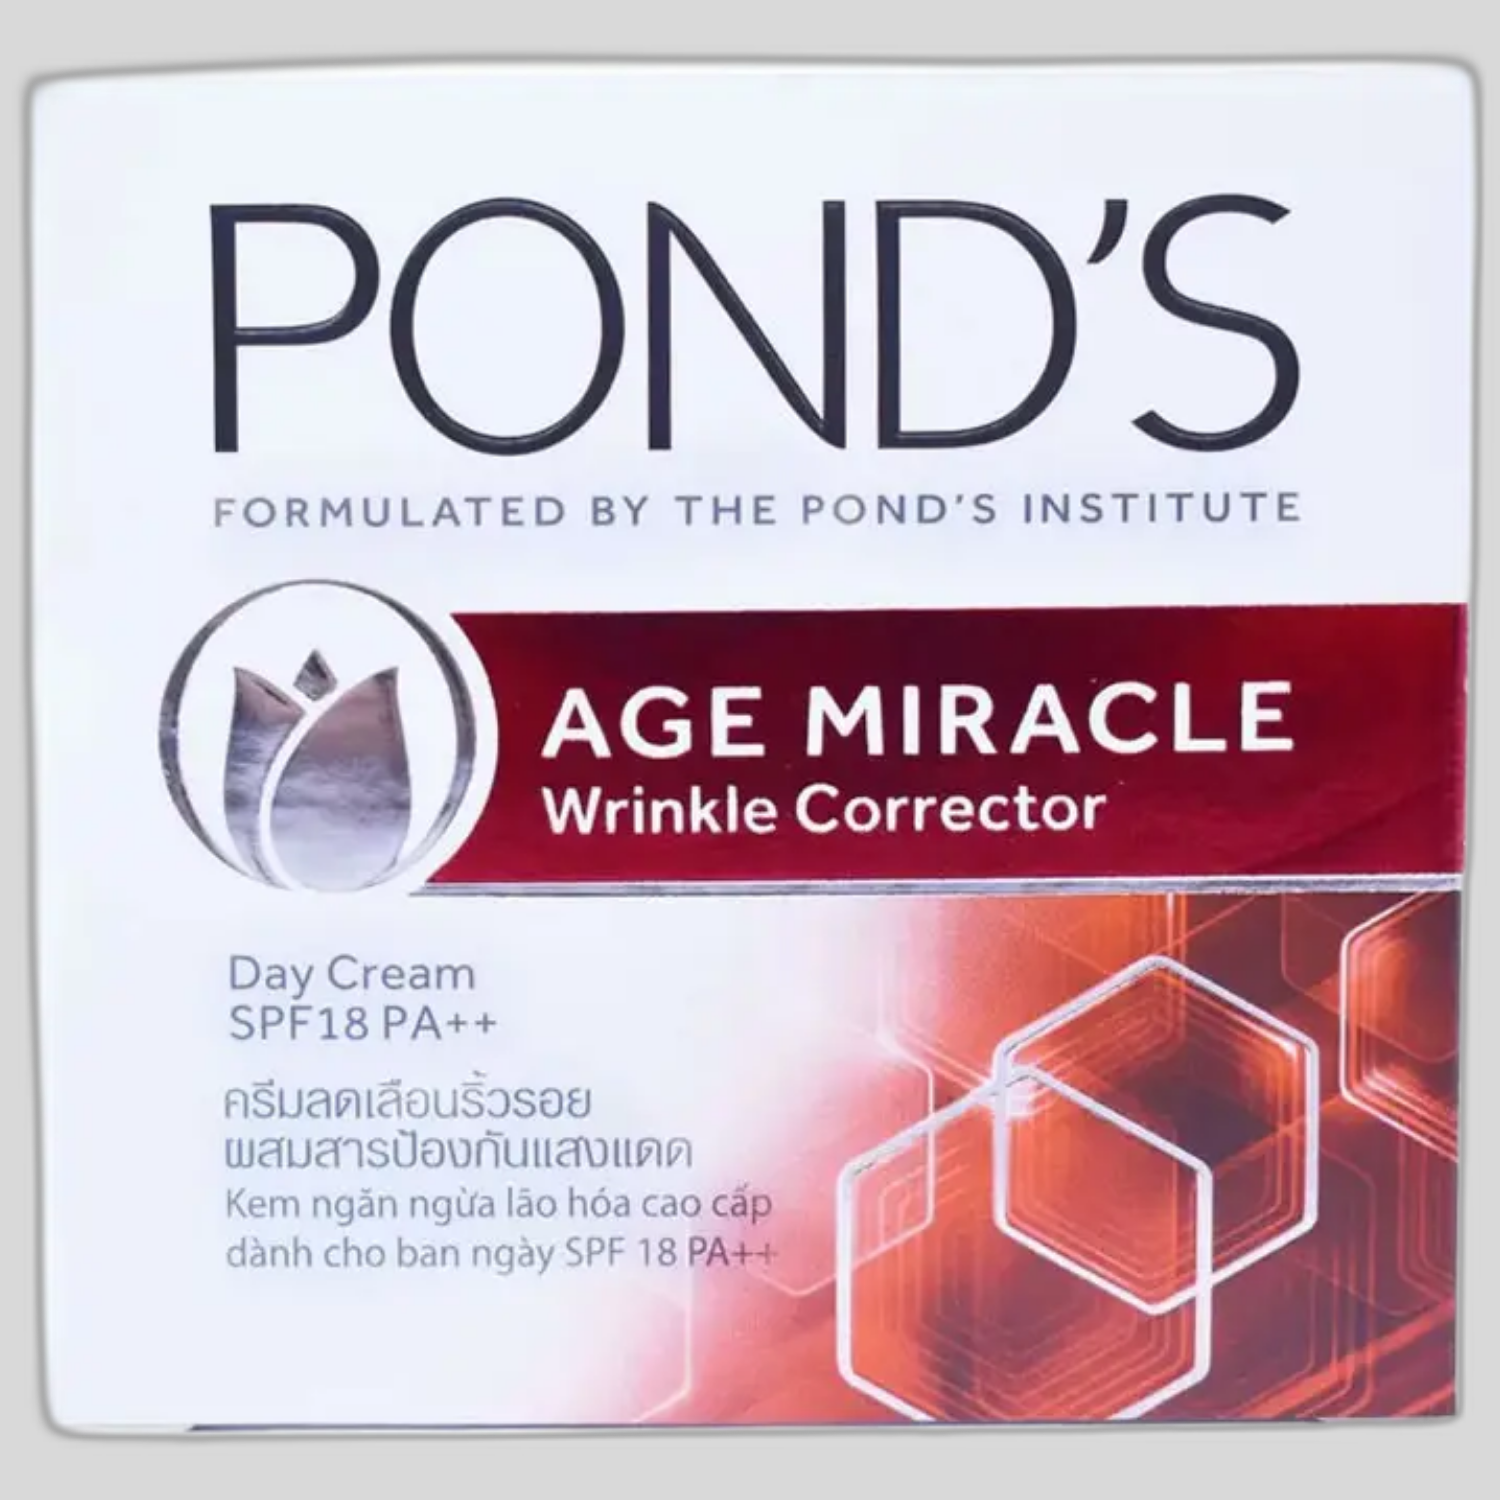 POND'S
FORMULATED BY THE POND'S INSTITUTE
AGE MIRACLE
Wrinkle Corrector
Day Cream
SPF18 PA++
ครีมลดเลือนริ้วรอย
ผสมสารป้องกันแสงแดด
Kem ngăn ngừa lão hóa cao cấp
dành cho ban ngày SPF 18 PA++